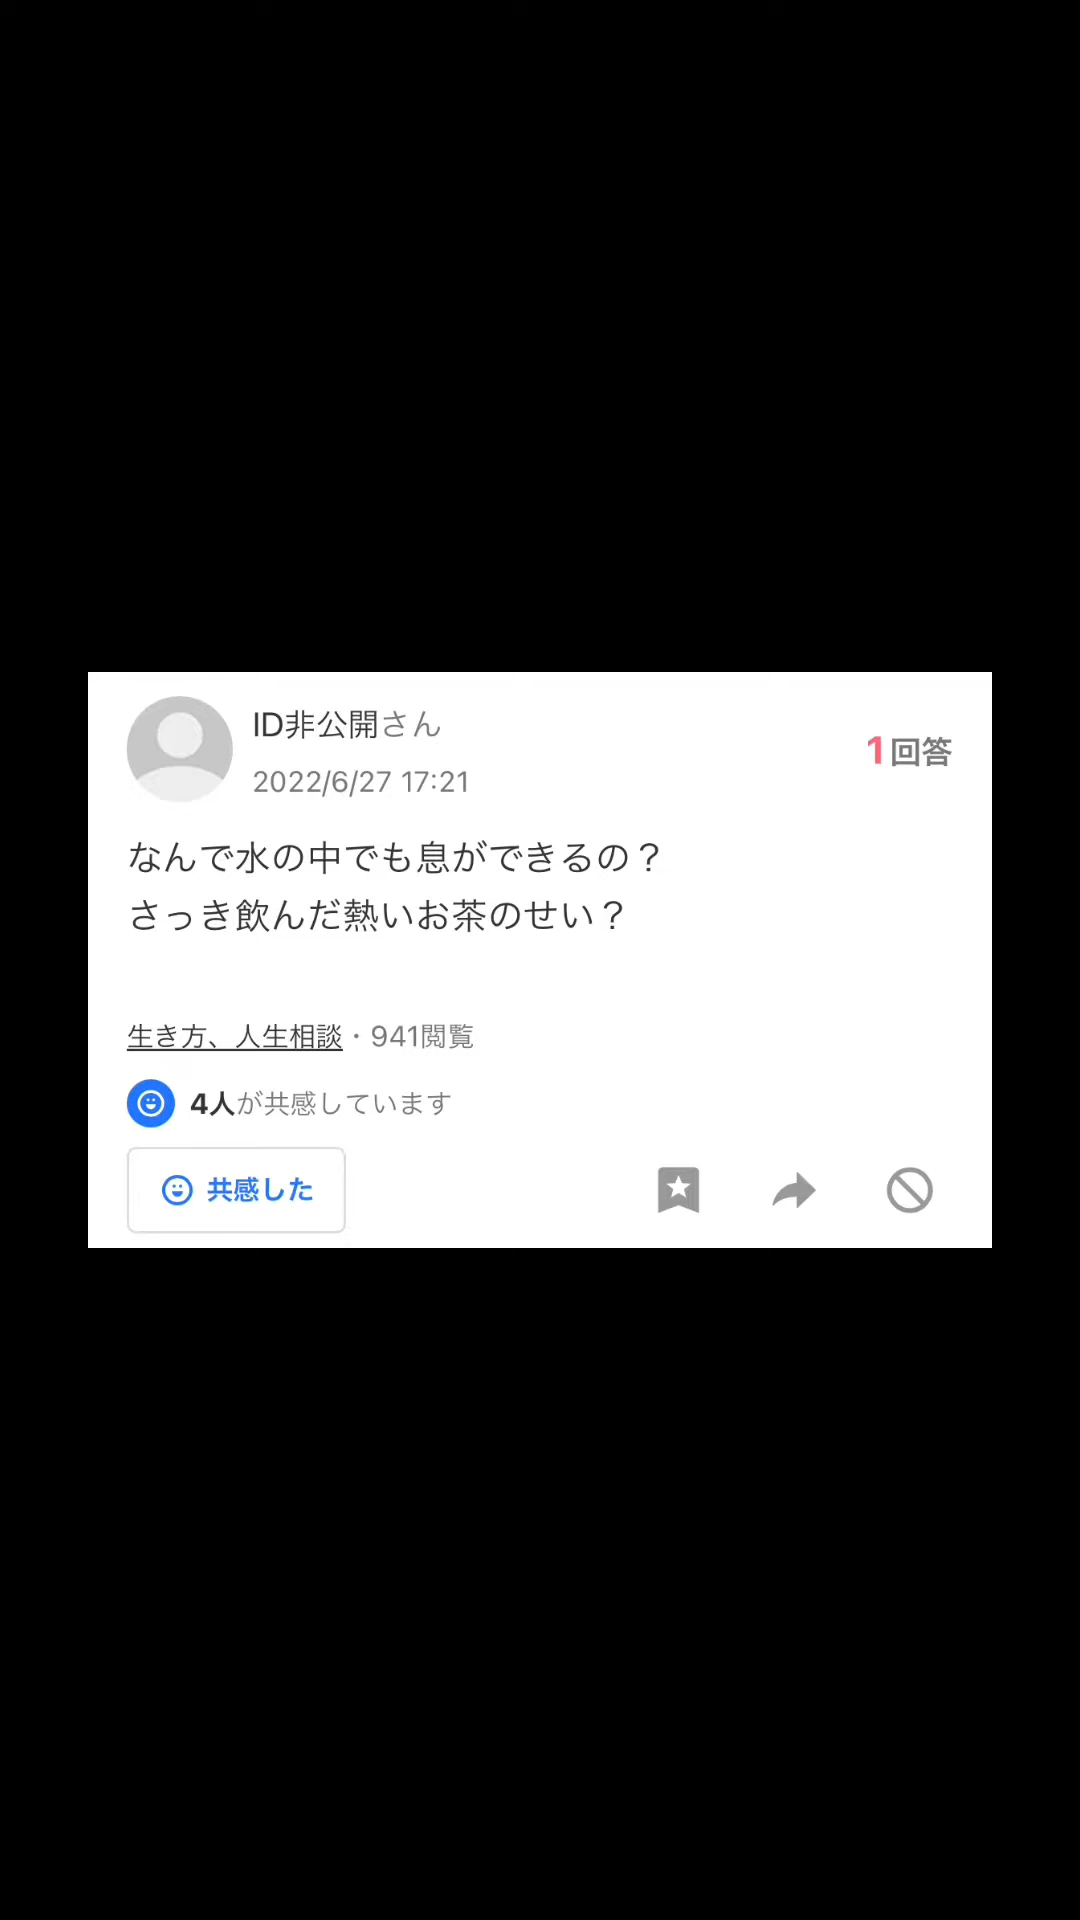 ID非公開さん
1回答
2022/6/27 17:21
なんで水の中でも息ができるの？
さっき飲んだ熱いお茶のせい？
生き方、人生相談・941閲覧
4人が共感しています
共感した